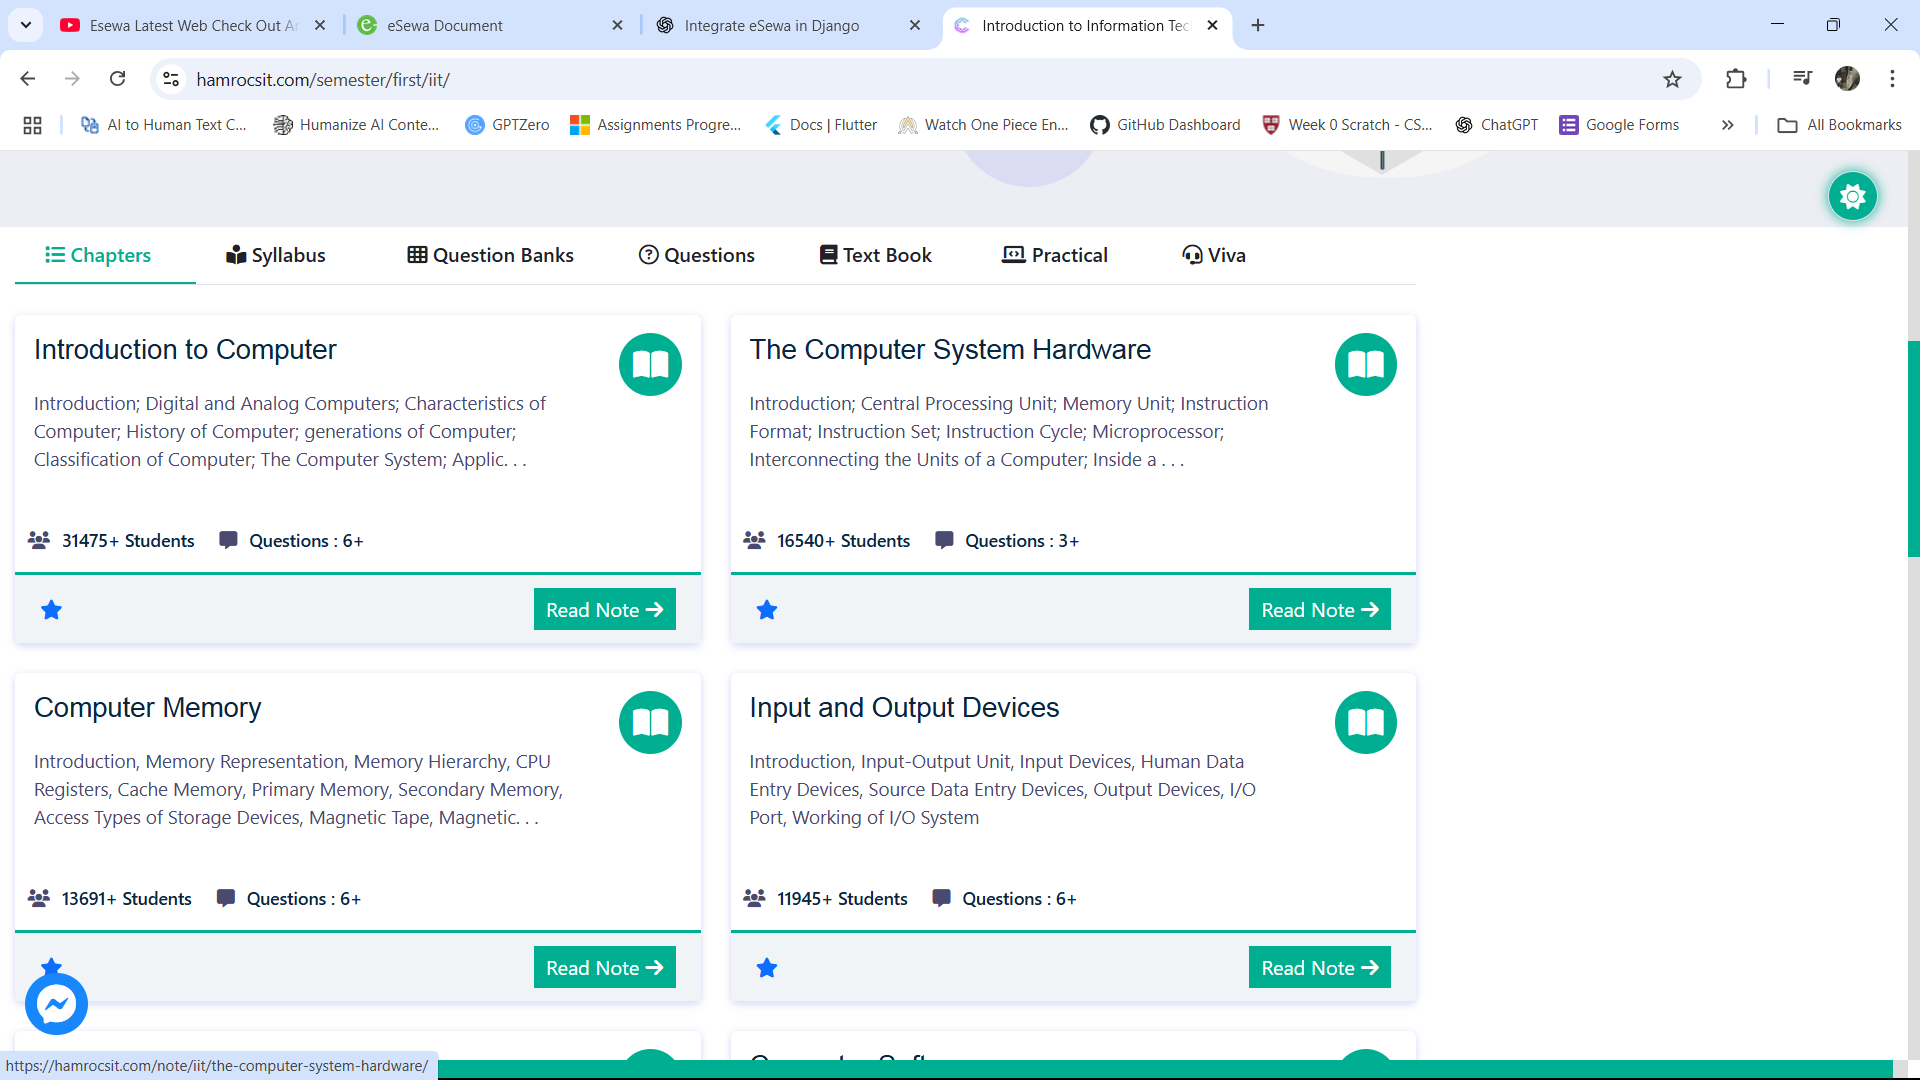 Esewa Latest Web Check Out A
eSewa Document
Integrate eSewa in Django
Introduction to Information Tec
hamrocsit.com/semester/first/iit/
AI to Human Text C...
Humanize AI Conte...
GPTZero
Assignments Progre...
Docs | Flutter
Watch One Piece En...
GitHub Dashboard
Week 0 Scratch - CS...
ChatGPT
Google Forms
All Bookmarks
Chapters
Syllabus
Question Banks
Questions
Text Book
Practical
Viva
Introduction to Computer
Introduction; Digital and Analog Computers; Characteristics of
Computer; History of Computer; generations of Computer;
Classification of Computer; The Computer System; Applic. . .
31475+ Students
Questions : 6+
Read Note
The Computer System Hardware
Introduction; Central Processing Unit; Memory Unit; Instruction
Format; Instruction Set; Instruction Cycle; Microprocessor;
Interconnecting the Units of a Computer; Inside a . . .
16540+ Students
Questions : 3+
Read Note
Computer Memory
Introduction, Memory Representation, Memory Hierarchy, CPU
Registers, Cache Memory, Primary Memory, Secondary Memory,
Access Types of Storage Devices, Magnetic Tape, Magnetic. . .
13691+ Students
Questions : 6+
Read Note
Input and Output Devices
Introduction, Input-Output Unit, Input Devices, Human Data
Entry Devices, Source Data Entry Devices, Output Devices, I/O
Port, Working of I/O System
11945+ Students
Questions : 6+
Read Note
https://hamrocsit.com/note/iit/the-computer-system-hardware/